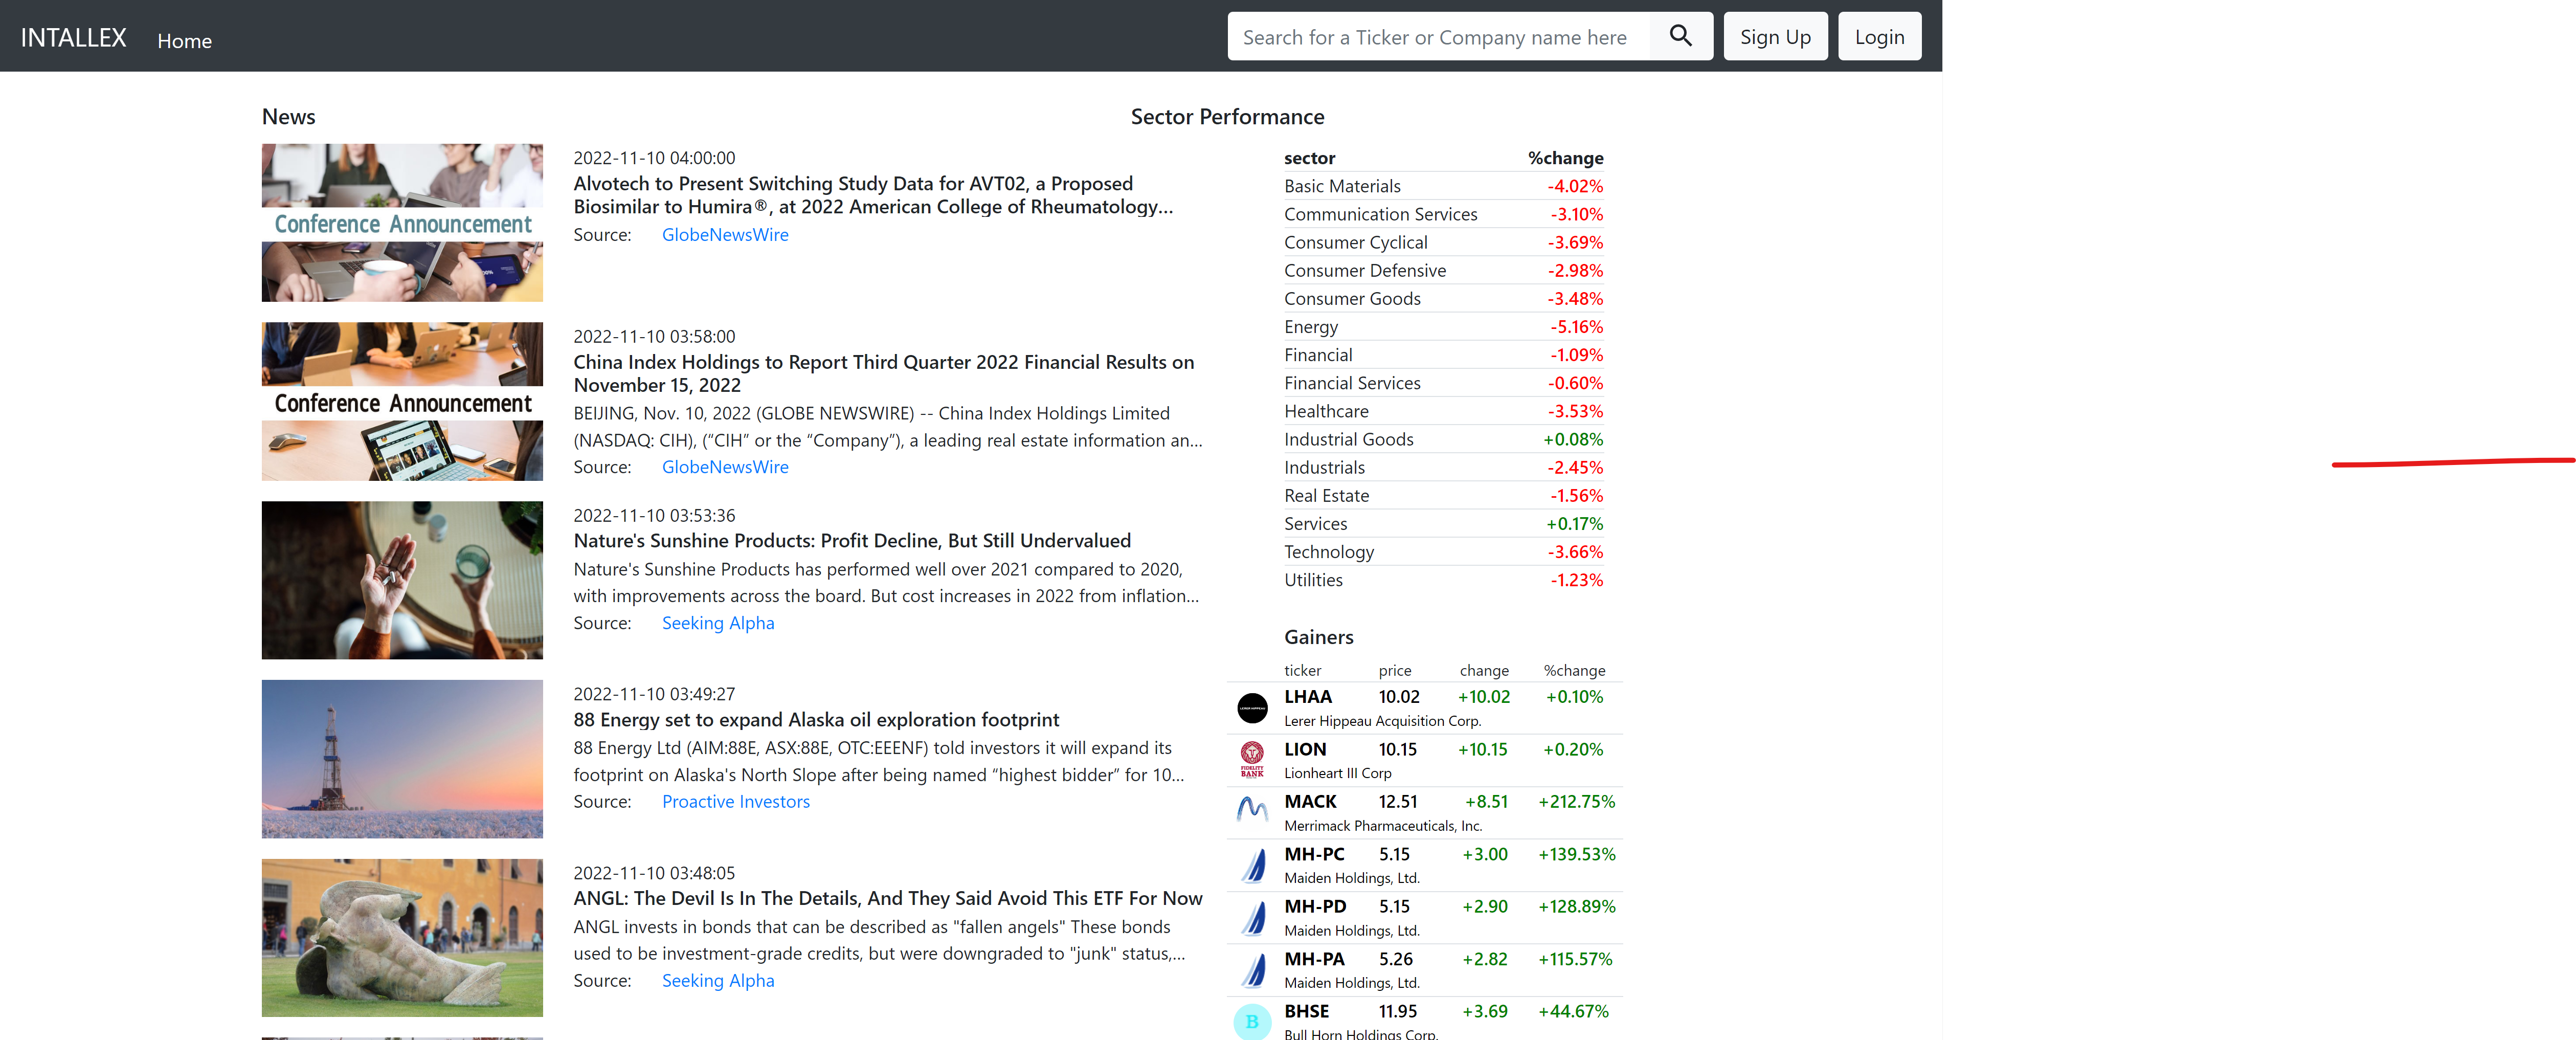 INTALLEX Home Search for a Ticker or Company name here Sign Up Login
News
Conference Announcement
2022-11-10 04:00:00
Alvotech to Present Switching Study Data for AVT02, a Proposed
Biosimilar to Humira®, at 2022 American College of Rheumatology...
Source: GlobeNewsWire
Conference Announcement
2022-11-10 03:58:00
China Index Holdings to Report Third Quarter 2022 Financial Results on
November 15, 2022
BEIJING, Nov. 10, 2022 (GLOBE NEWSWIRE) -- China Index Holdings Limited
(NASDAQ: CIH), (“CIH” or the “Company”), a leading real estate information an...
Source: GlobeNewsWire
2022-11-10 03:53:36
Nature's Sunshine Products: Profit Decline, But Still Undervalued
Nature's Sunshine Products has performed well over 2021 compared to 2020,
with improvements across the board. But cost increases in 2022 from inflation...
Source: Seeking Alpha
2022-11-10 03:49:27
88 Energy set to expand Alaska oil exploration footprint
88 Energy Ltd (AIM:88E, ASX:88E, OTC:EEENF) told investors it will expand its
footprint on Alaska's North Slope after being named “highest bidder” for 10...
Source: Proactive Investors
2022-11-10 03:48:05
ANGL: The Devil Is In The Details, And They Said Avoid This ETF For Now
ANGL invests in bonds that can be described as "fallen angels" These bonds
used to be investment-grade credits, but were downgraded to "junk" status,...
Source: Seeking Alpha
Sector Performance
sector %change
Basic Materials -4.02%
Communication Services -3.10%
Consumer Cyclical -3.69%
Consumer Defensive -2.98%
Consumer Goods -3.48%
Energy -5.16%
Financial -1.09%
Financial Services -0.60%
Healthcare -3.53%
Industrial Goods +0.08%
Industrials -2.45%
Real Estate -1.56%
Services +0.17%
Technology -3.66%
Utilities -1.23%
Gainers
ticker price change %change
LHAA 10.02 +10.02 +0.10%
LERER HIPPEAU
Lerer Hippeau Acquisition Corp.
LION 10.15 +10.15 +0.20%
FIDELITY
BANK
Lionheart III Corp
MACK 12.51 +8.51 +212.75%
Merrimack Pharmaceuticals, Inc.
MH-PC 5.15 +3.00 +139.53%
Maiden Holdings, Ltd.
MH-PD 5.15 +2.90 +128.89%
Maiden Holdings, Ltd.
MH-PA 5.26 +2.82 +115.57%
Maiden Holdings, Ltd.
B BHSE 11.95 +3.69 +44.67%
Bull Horn Holdings Corp.